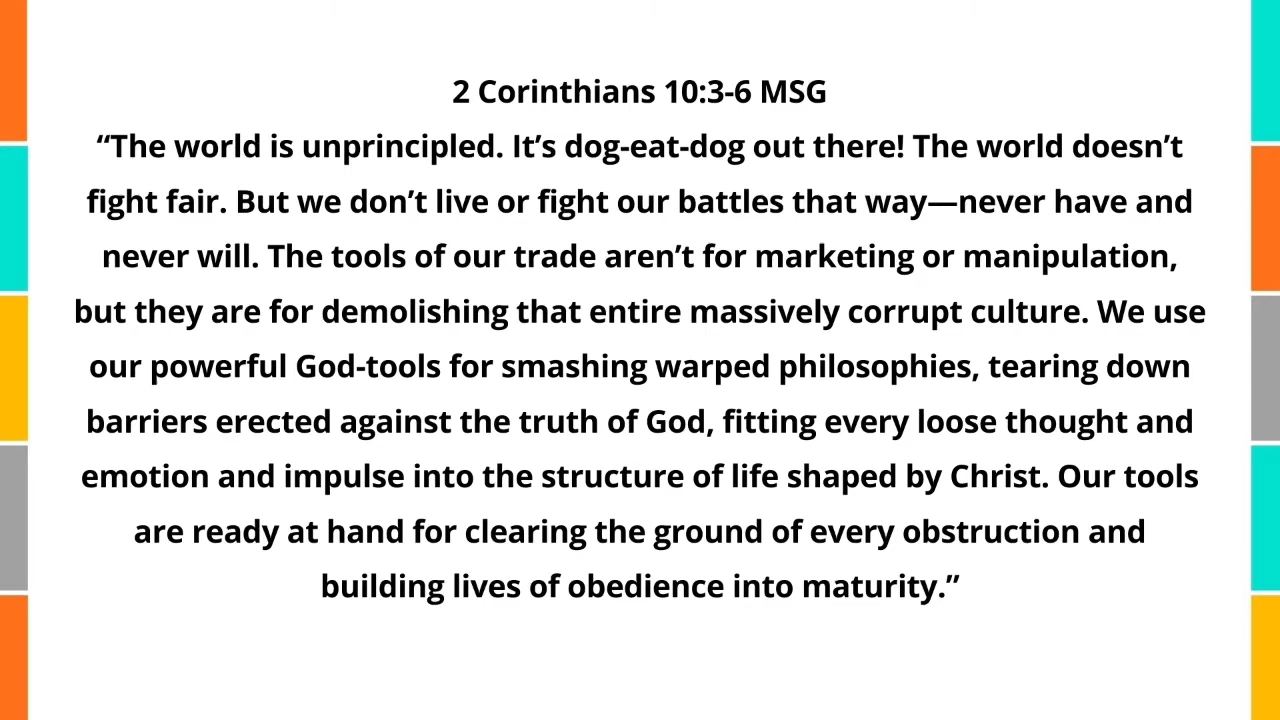 2 Corinthians 10:3-6 MSG
“The world is unprincipled. It’s dog-eat-dog out there! The world doesn’t
fight fair. But we don’t live or fight our battles that way—never have and
never will. The tools of our trade aren’t for marketing or manipulation,
but they are for demolishing that entire massively corrupt culture. We use
our powerful God-tools for smashing warped philosophies, tearing down
barriers erected against the truth of God, fitting every loose thought and
emotion and impulse into the structure of life shaped by Christ. Our tools
are ready at hand for clearing the ground of every obstruction and
building lives of obedience into maturity.”